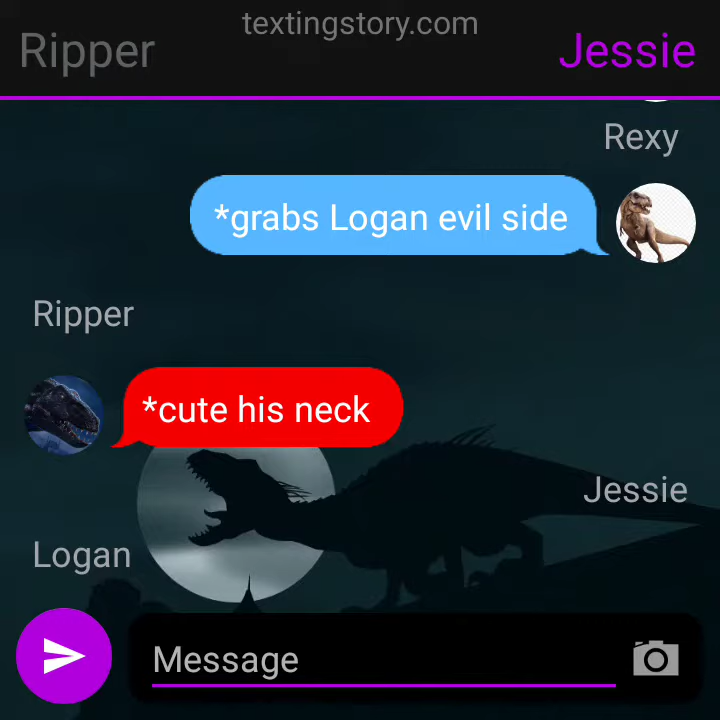 textingstory.com
Ripper
Jessie
Rexy
*grabs Logan evil side
Ripper
*cute his neck
Jessie
Logan
Message